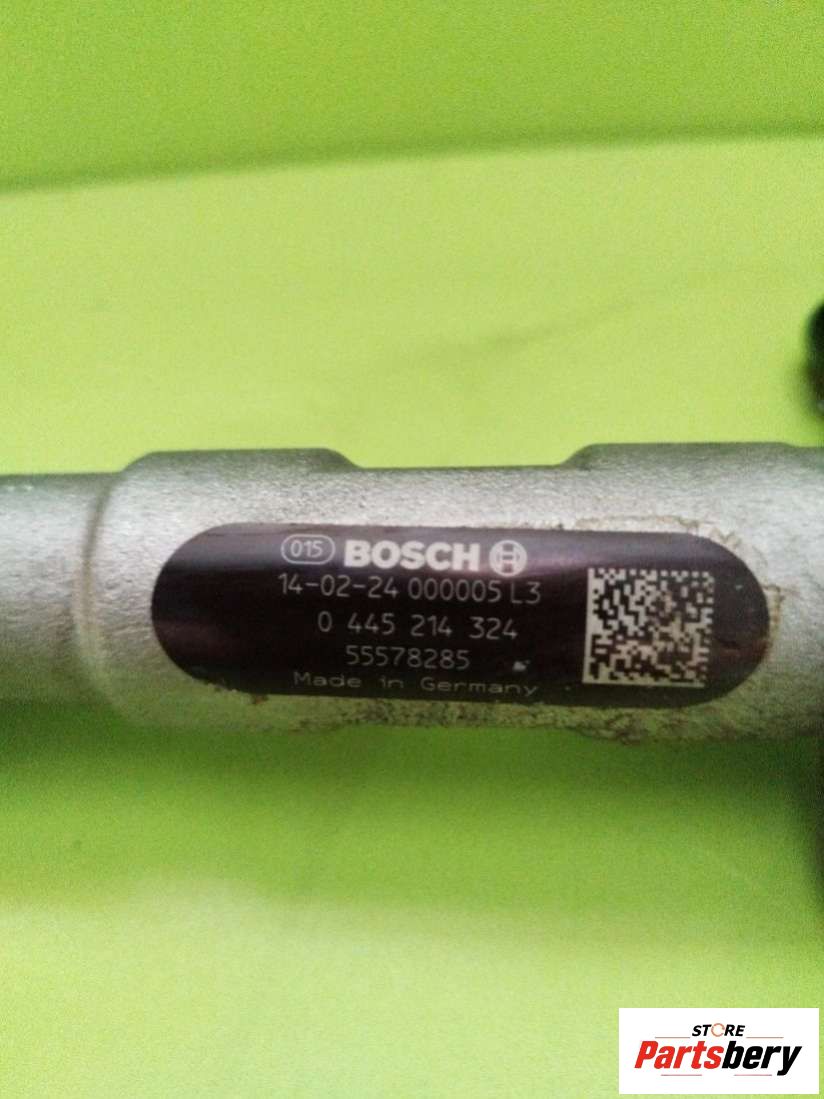 015 BOSCH
14-02-24 000005 L3
0 445 214 324
55578285
Made in Germany
STORE
Partsbery